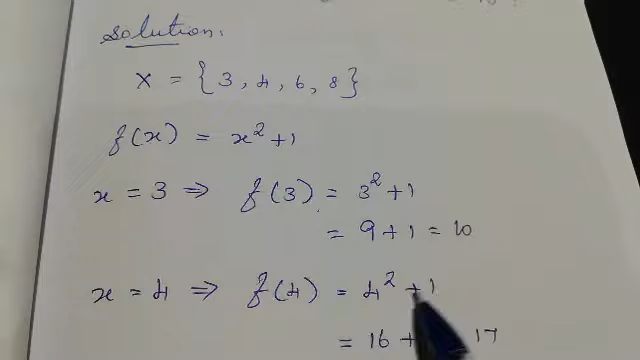 Solution.
X = { 3, 4, 6, 8 }
f(x) = x² + 1
x = 3 ⇒ f(3) = 3² + 1
= 9 + 1 = 10
x = 4 ⇒ f(4) = 4² + 1
= 16 + 17